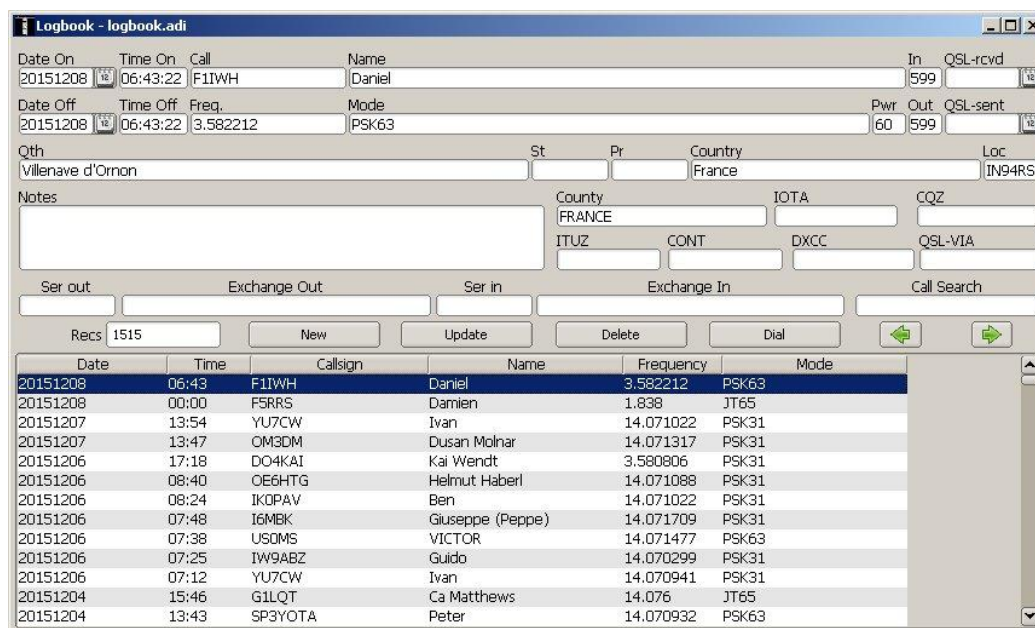 Logbook - logbook.adi
Date On Time On Call Name In QSL-rcvd
20151208 12 06:43:22 F1IWH Daniel 599 12
Date Off Time Off Freq. Mode Pwr Out QSL-sent
20151208 12 06:43:22 3.582212 PSK63 60 599 12
Qth St Pr Country Loc
Villenave d'Ornon France IN94RS
Notes County IOTA CQZ
FRANCE
ITUZ CONT DXCC QSL-VIA
Ser out Exchange Out Ser in Exchange In Call Search
Recs 1515 New Update Delete Dial
Date Time Callsign Name Frequency Mode
20151208 06:43 F1IWH Daniel 3.582212 PSK63
20151208 00:00 F5RRS Damien 1.838 JT65
20151207 13:54 YU7CW Ivan 14.071022 PSK31
20151207 13:47 OM3DM Dusan Molnar 14.071317 PSK31
20151206 17:18 DO4KAI Kai Wendt 3.580806 PSK31
20151206 08:40 OE6HTG Helmut Haberl 14.071088 PSK31
20151206 08:24 IK0PAV Ben 14.071022 PSK31
20151206 07:48 I6MBK Giuseppe (Peppe) 14.071709 PSK31
20151206 07:38 US0MS VICTOR 14.071477 PSK63
20151206 07:25 IW9ABZ Guido 14.070299 PSK31
20151206 07:12 YU7CW Ivan 14.070941 PSK31
20151204 15:46 G1LQT Ca Matthews 14.076 JT65
20151204 13:43 SP3YOTA Peter 14.070932 PSK63